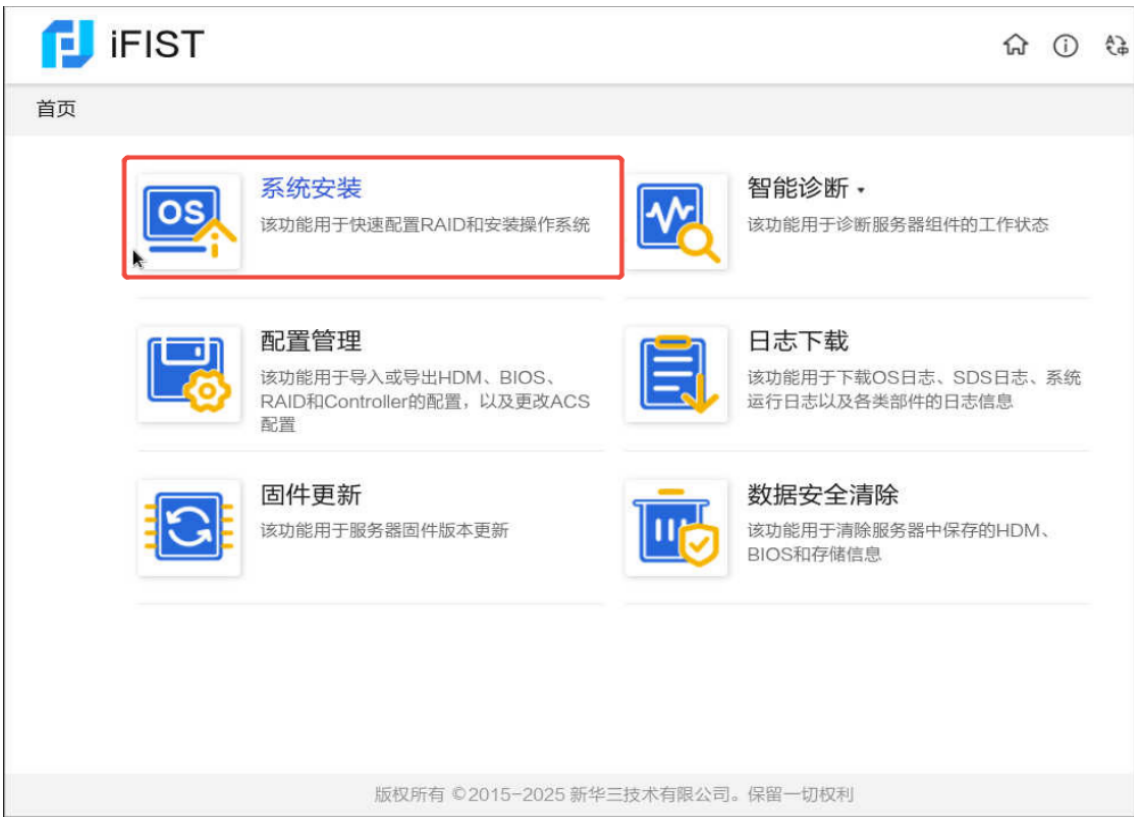 iFIST
首页
OS
系统安装
该功能用于快速配置RAID和安装操作系统
智能诊断
该功能用于诊断服务器组件的工作状态
配置管理
该功能用于导入或导出HDM、BIOS、
RAID和Controller的配置，以及更改ACS
配置
日志下载
该功能用于下载OS日志、SDS日志、系统
运行日志以及各类部件的日志信息
固件更新
该功能用于服务器固件版本更新
数据安全清除
该功能用于清除服务器中保存的HDM、
BIOS和存储信息
版权所有 ©2015-2025 新华三技术有限公司。保留一切权利